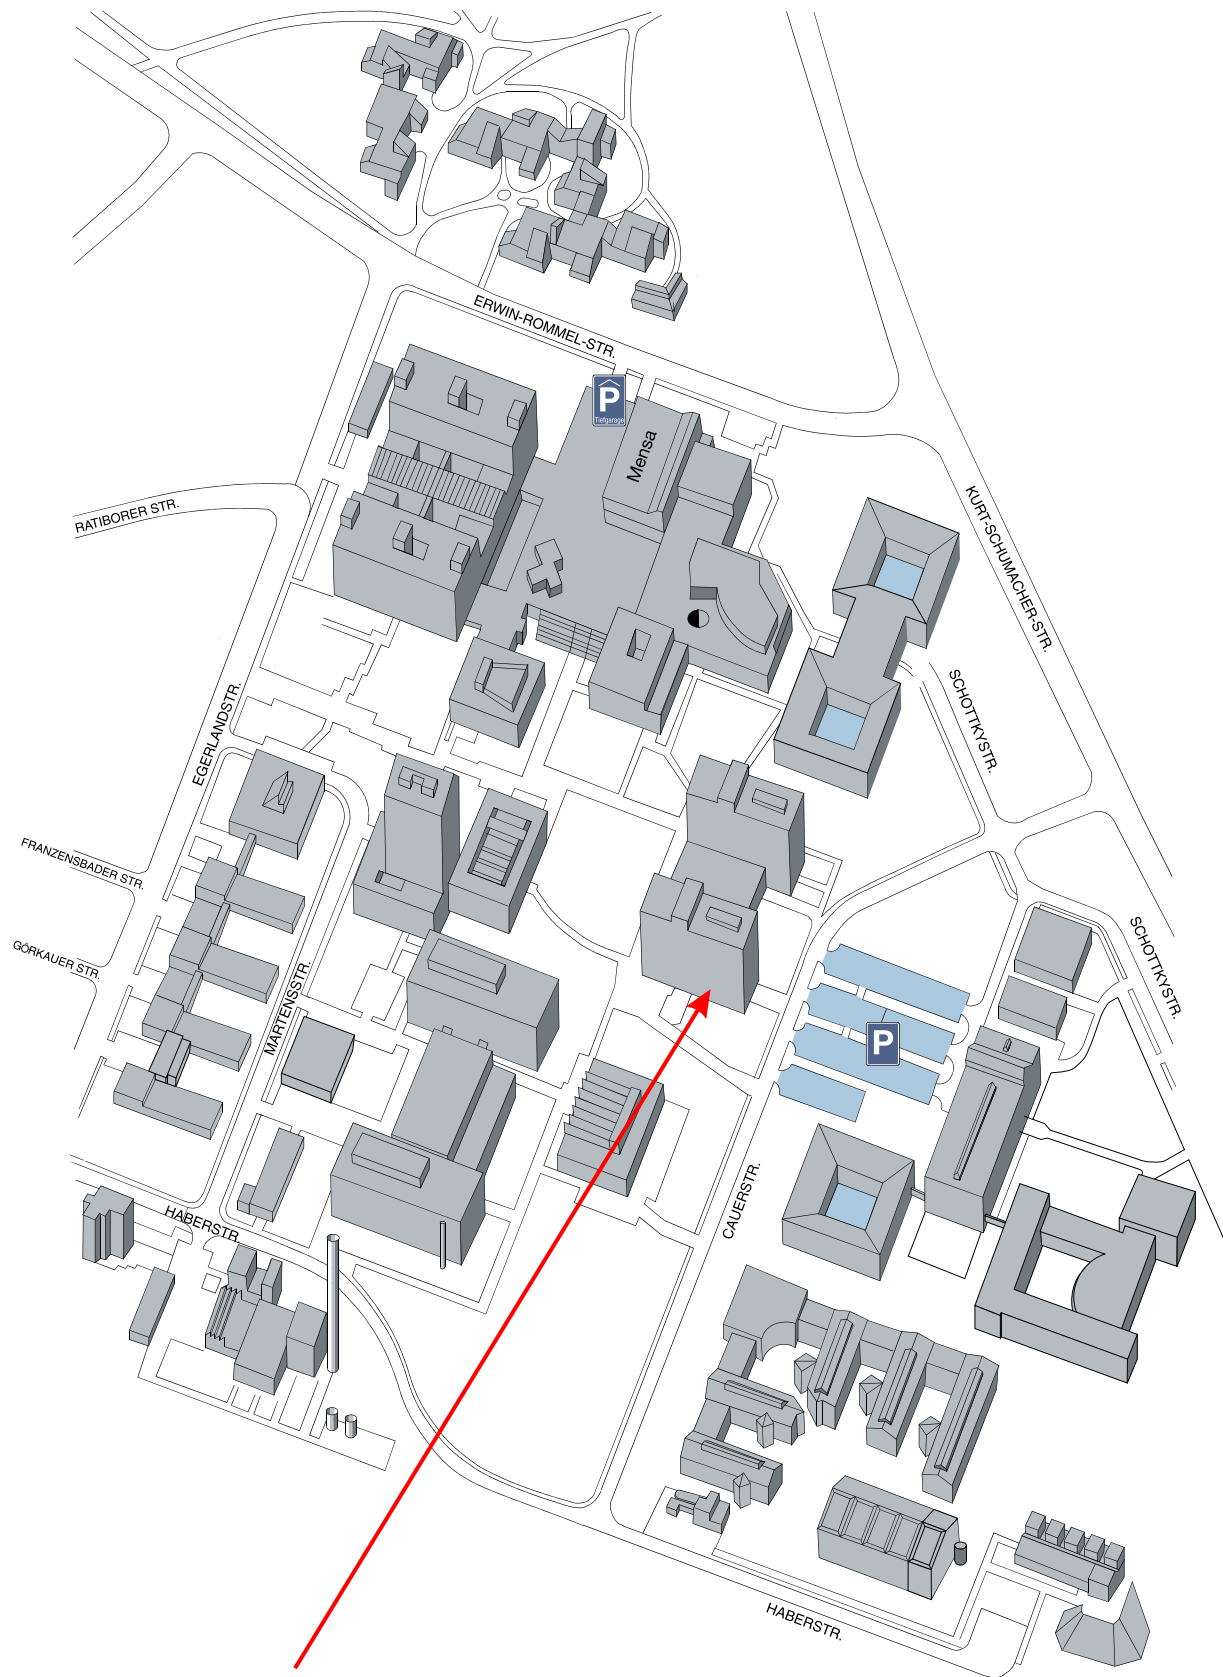 ERWIN-ROMMEL-STR.
P
Tiefgarage
Mensa
RATIBORER STR.
KURT-SCHUMACHER-STR.
SCHOTTKYSTR.
EGERLANDSTR.
FRANZENSBADER STR.
GÖRKAUER STR.
MARTENSSTR.
SCHOTTKYSTR.
P
CAUERSTR.
HABERSTR.
HABERSTR.